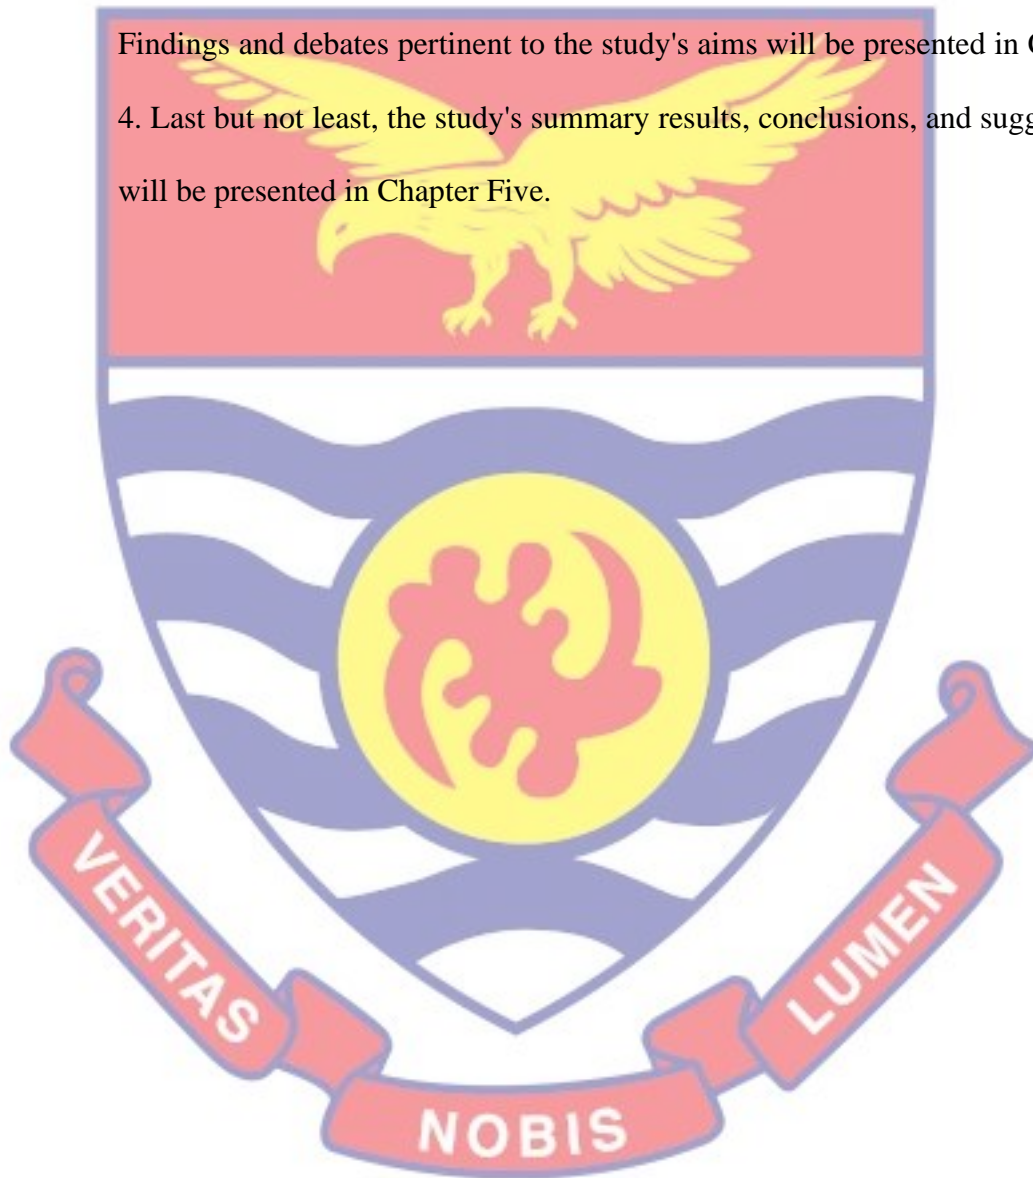 Findings and debates pertinent to the study's aims will be presented in
4. Last but not least, the study's summary results, conclusions, and
will be presented in Chapter Five.
VERITAS
NOBIS
LUMEN